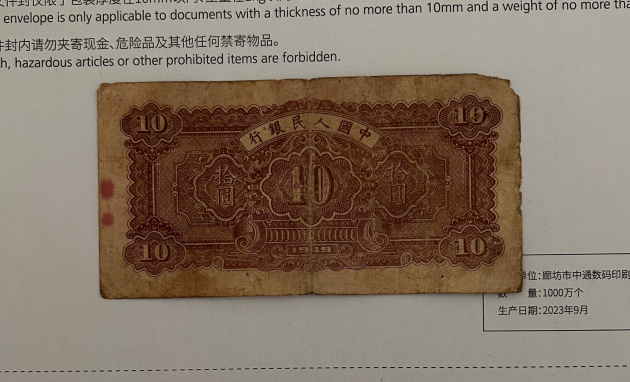 envelope is only applicable to documents with a thickness of no more than 10mm and a weight of no more tha
件封内请勿夹寄现金、危险品及其他任何禁寄物品。
h, hazardous articles or other prohibited items are forbidden.
10
10
行銀民人國中
拾圓
10
拾圓
10
1949
10
单位:廊坊市中通数码印刷
数 量:1000万个
生产日期:2023年9月